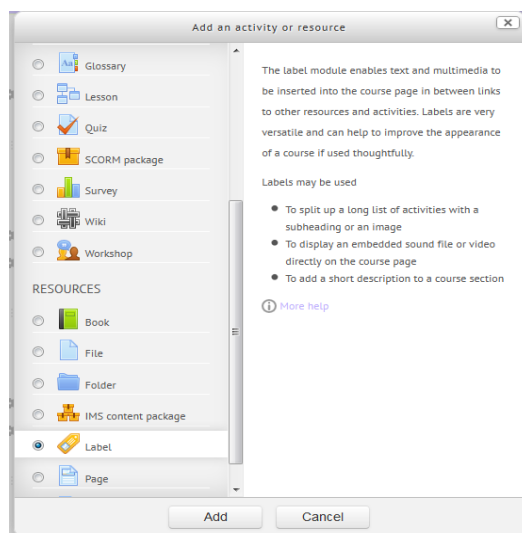 Add an activity or resource
Glossary
Lesson
Quiz
SCORM package
Survey
Wiki
Workshop
RESOURCES
Book
File
Folder
IMS content package
Label
Page
The label module enables text and multimedia to
be inserted into the course page in between links
to other resources and activities. Labels are very
versatile and can help to improve the appearance
of a course if used thoughtfully.
Labels may be used
To split up a long list of activities with a
subheading or an image
To display an embedded sound file or video
directly on the course page
To add a short description to a course section
More help
Add
Cancel